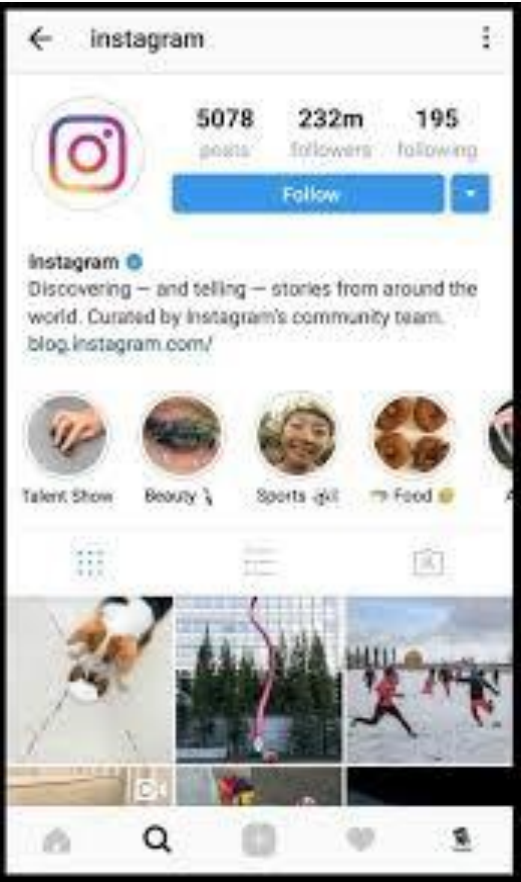 instagram
5078 232m 195
posts followers following
Follow
Instagram
Discovering — and telling — stories from around the
world. Curated by Instagram's community team.
blog.instagram.com/
Talent Show Beauty Sports Food A